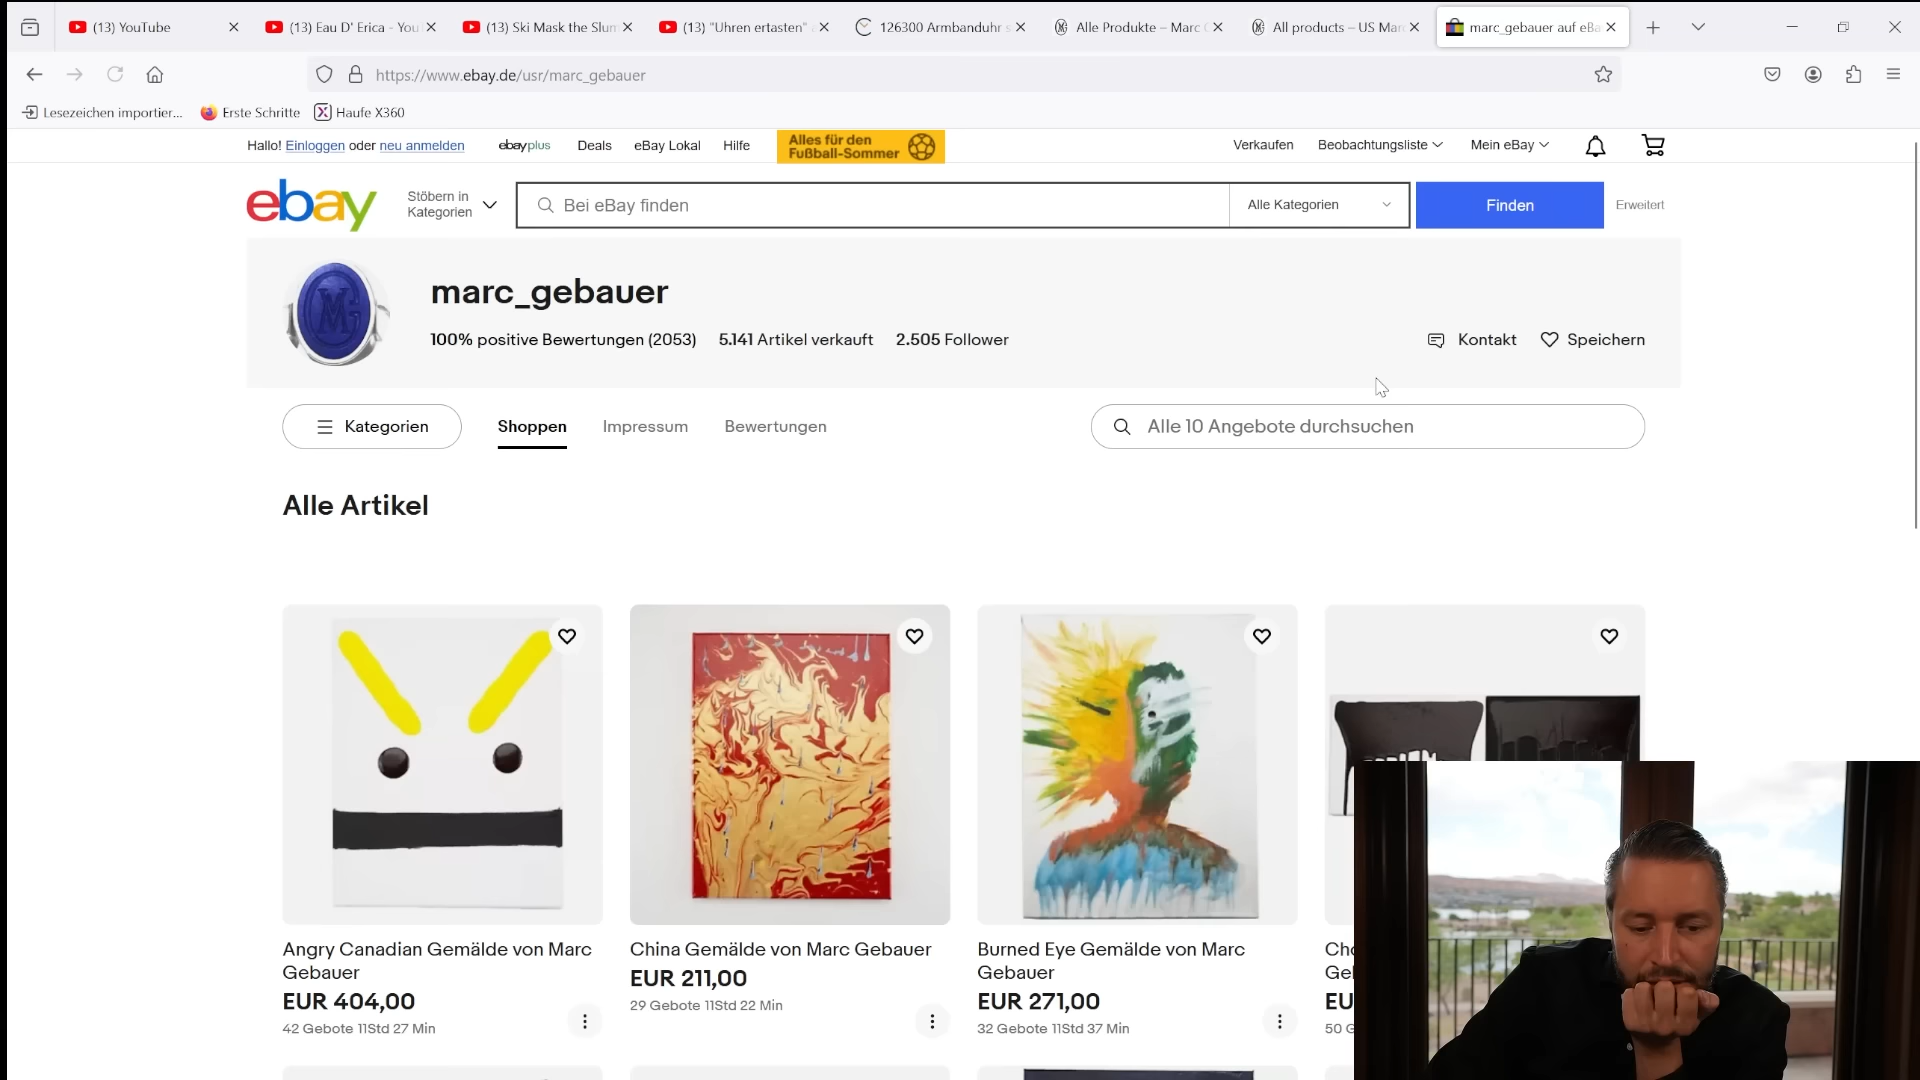 (13) YouTube
(13) Eau D' Erica - You
(13) Ski Mask the Slum
(13) "Uhren ertasten"
126300 Armbanduhr
Alle Produkte – Marc
All products – US Mar
marc_gebauer auf eBa
https://www.ebay.de/usr/marc_gebauer
Lesezeichen importier...
Erste Schritte
Haufe X360
Hallo! Einloggen oder neu anmelden
ebayplus
Deals
eBay Lokal
Hilfe
Alles für den
Fußball-Sommer
Verkaufen
Beobachtungsliste
Mein eBay
ebay
Stöbern in
Kategorien
Bei eBay finden
Alle Kategorien
Finden
Erweitert
marc_gebauer
100% positive Bewertungen (2053) 5.141 Artikel verkauft 2.505 Follower
Kontakt
Speichern
Kategorien
Shoppen
Impressum
Bewertungen
Alle 10 Angebote durchsuchen
Alle Artikel
Angry Canadian Gemälde von Marc
Gebauer
EUR 404,00
42 Gebote 11Std 27 Min
China Gemälde von Marc Gebauer
EUR 211,00
29 Gebote 11Std 22 Min
Burned Eye Gemälde von Marc
Gebauer
EUR 271,00
32 Gebote 11Std 37 Min